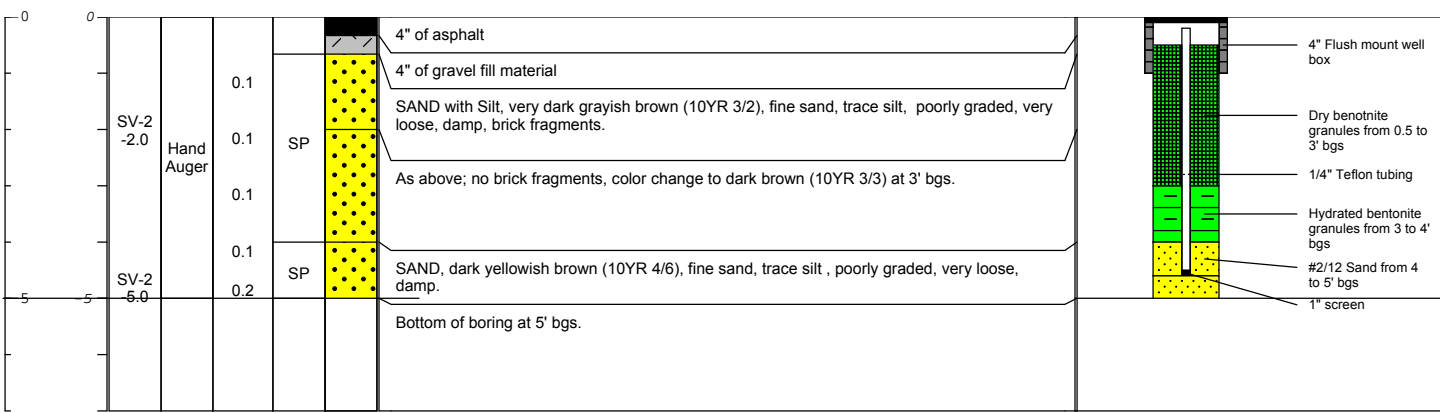 0
0
4" of asphalt
4" of gravel fill material
SAND with Silt, very dark grayish brown (10YR 3/2), fine sand, trace silt, poorly graded, very
loose, damp, brick fragments.
As above; no brick fragments, color change to dark brown (10YR 3/3) at 3' bgs.
SAND, dark yellowish brown (10YR 4/6), fine sand, trace silt , poorly graded, very loose,
damp.
Bottom of boring at 5' bgs.
SV-2
-2.0
SV-2
-5.0
Hand
Auger
0.1
0.1
0.1
0.1
0.2
SP
SP
-5
-5
4" Flush mount well
box
Dry benotnite
granules from 0.5 to
3' bgs
1/4" Teflon tubing
Hydrated bentonite
granules from 3 to 4'
bgs
#2/12 Sand from 4
to 5' bgs
1" screen